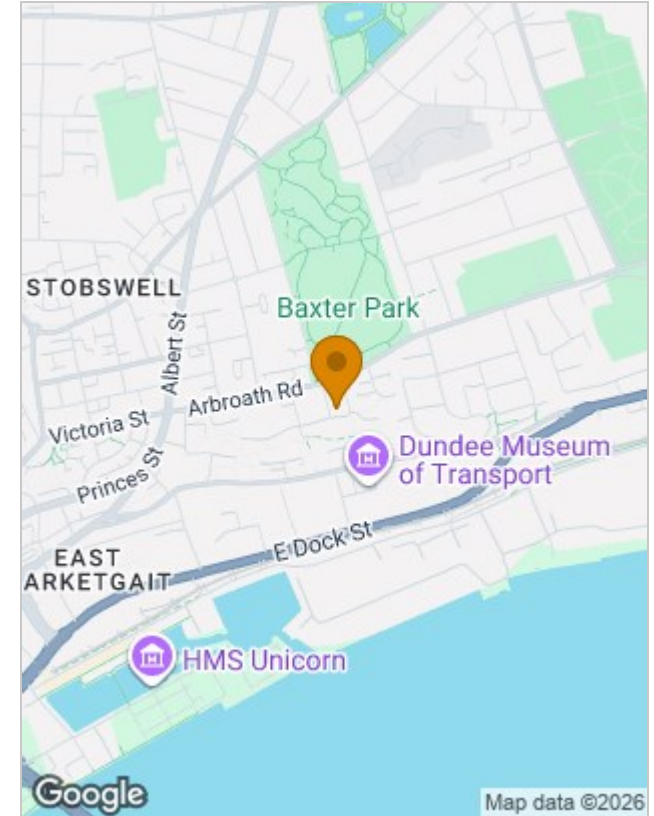 STOBSWELL
Baxter Park
Albert St
Arbroath Rd
Victoria St
Princes St
Dundee Museum
of Transport
E Dock St
EAST
ARKETGAIT
HMS Unicorn
Google
Map data ©2026